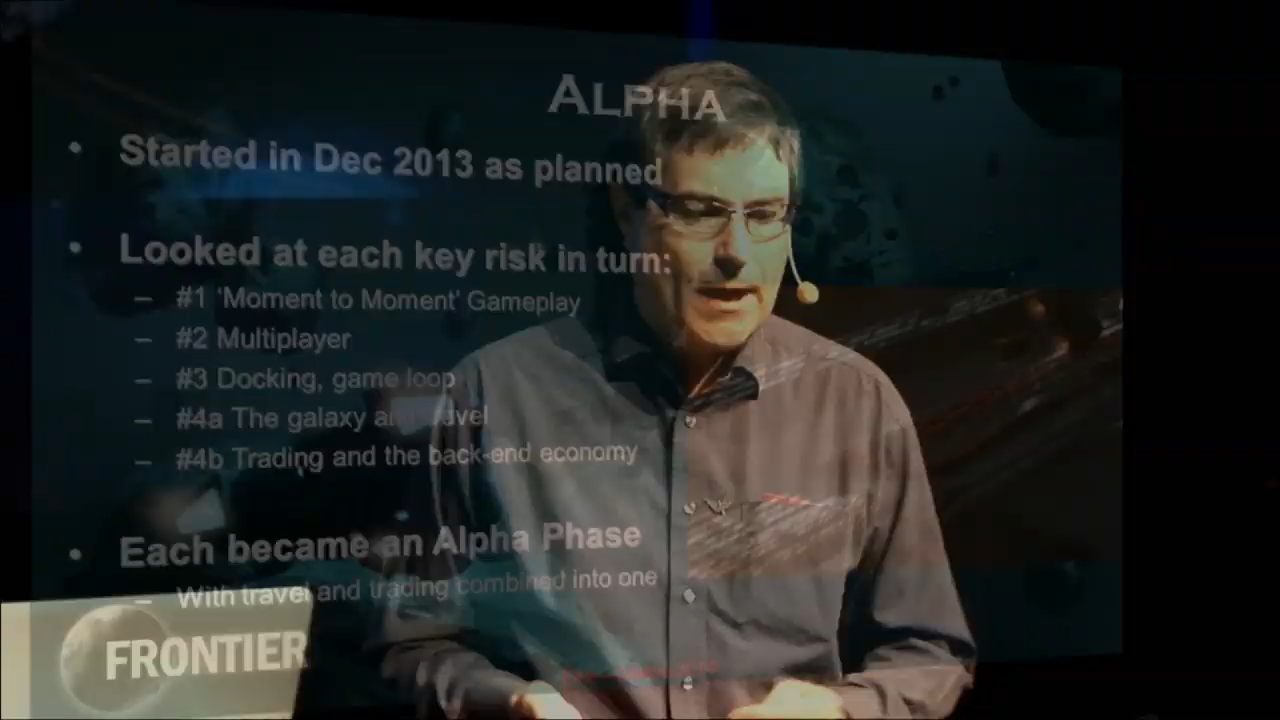 ALPHA
• Started in Dec 2013 as planned
• Looked at each key risk in turn:
– #1 'Moment to Moment' Gameplay
– #2 Multiplayer
– #3 Docking, game loop
– #4a The galaxy and travel
– #4b Trading and the back-end economy
• Each became an Alpha Phase
– With travel and trading combined into one
FRONTIER